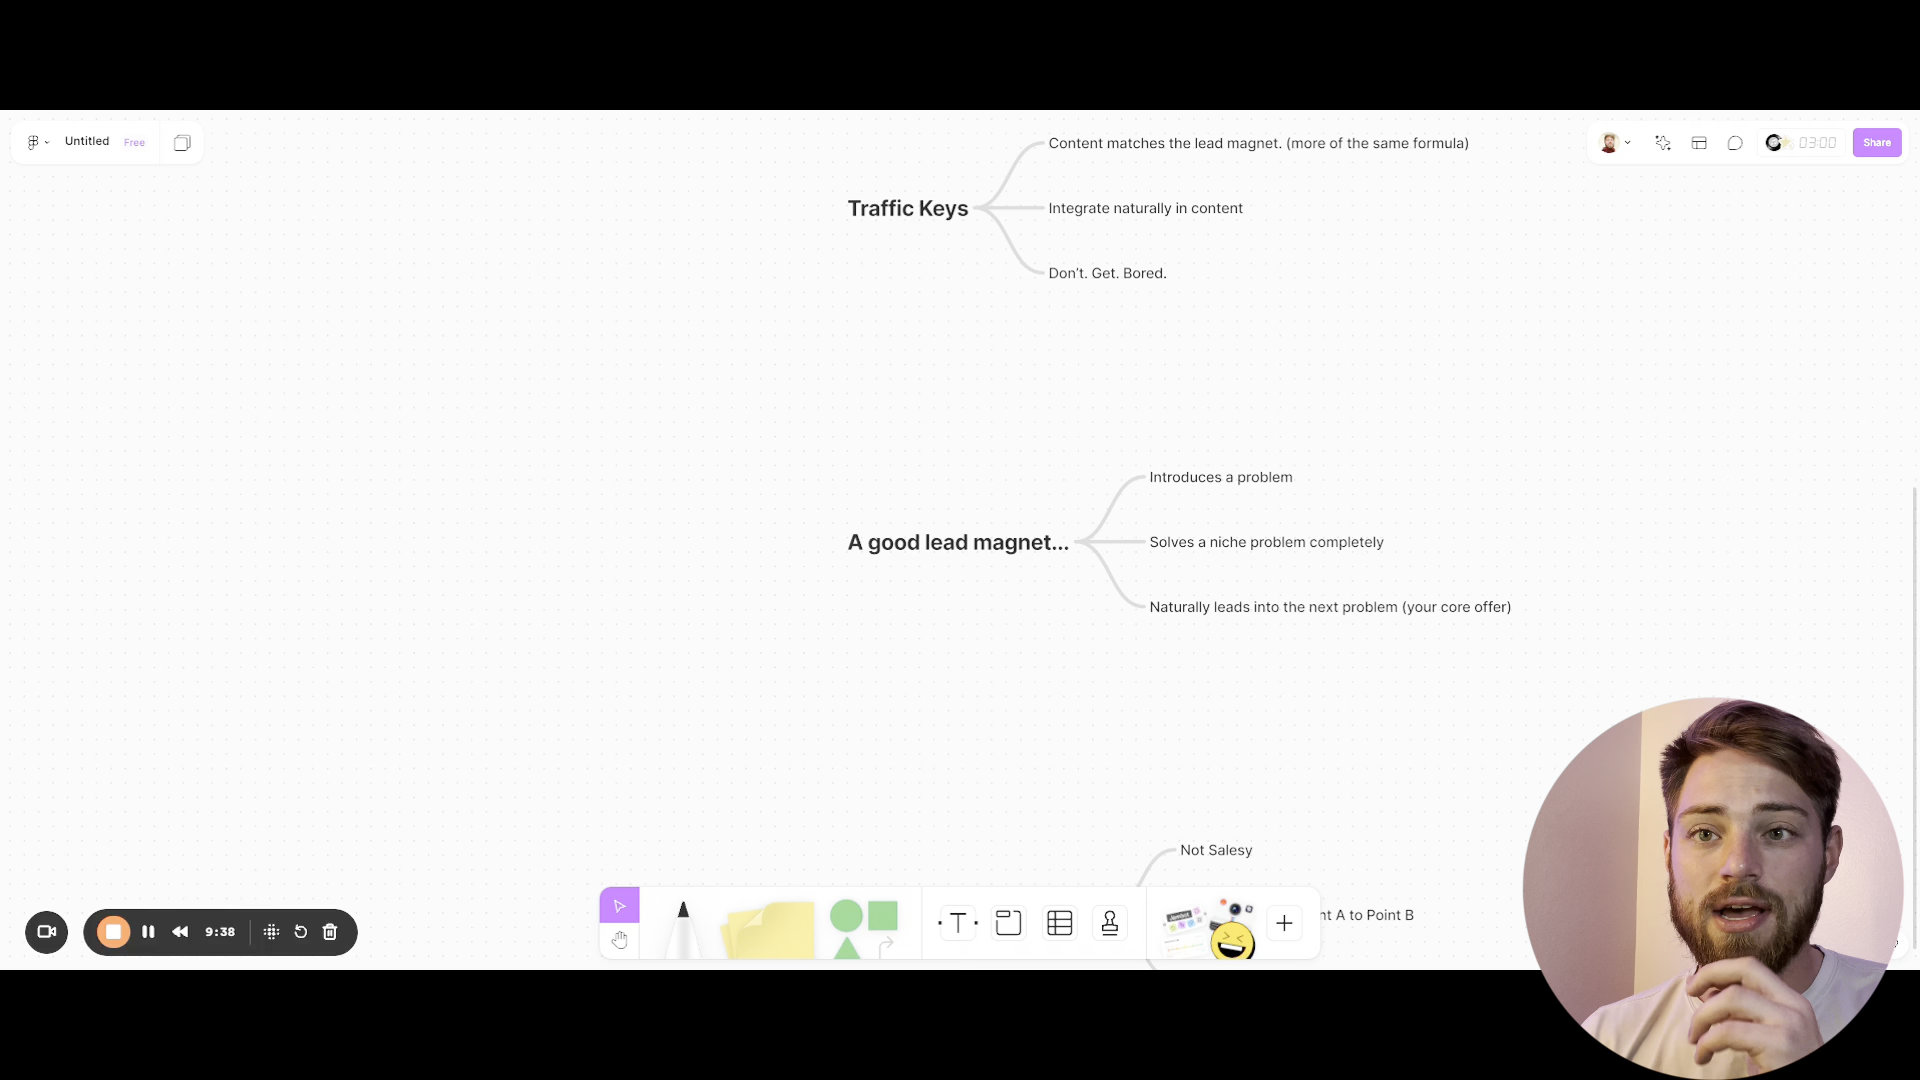 Untitled
Free
03:00
Share
Content matches the lead magnet. (more of the same formula)
Traffic Keys
Integrate naturally in content
Don't. Get. Bored.
Introduces a problem
A good lead magnet...
Solves a niche problem completely
Naturally leads into the next problem (your core offer)
Not Salesy
nt A to Point B
9:38
T